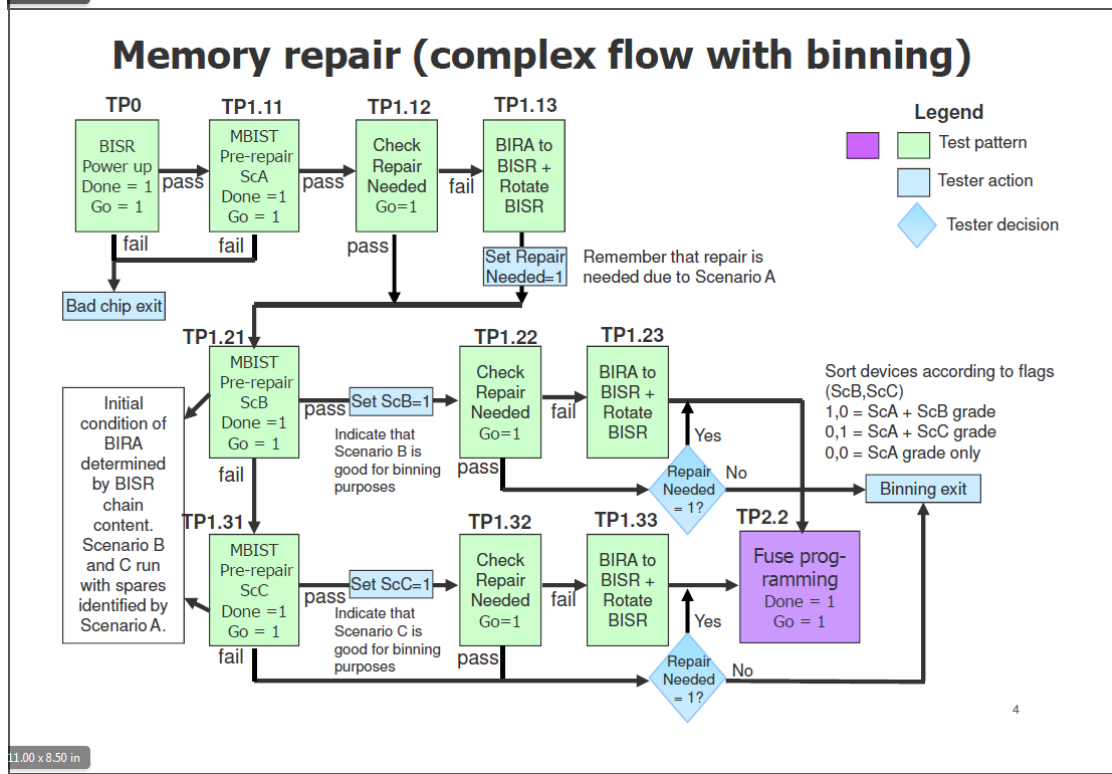 Memory repair (complex flow with binning)
TP0
TP1.11
TP1.12
TP1.13
Legend
BISR
Power up
Done = 1
Go = 1
pass
MBIST
Pre-repair
ScA
Done =1
Go = 1
pass
Check
Repair
Needed
Go=1
fail
BIRA to
BISR +
Rotate
BISR
Test pattern
Tester action
Tester decision
fail
fail
pass
Set Repair
Needed=1
Remember that repair is
needed due to Scenario A
Bad chip exit
TP1.21
TP1.22
TP1.23
Initial
condition of
BIRA
determined
by BISR
chain
content.
Scenario B
and C run
with spares
identified by
Scenario A.
MBIST
Pre-repair
ScB
Done =1
Go = 1
pass
Set ScB=1
Indicate that
Scenario B is
good for binning
purposes
Check
Repair
Needed
Go=1
fail
BIRA to
BISR +
Rotate
BISR
Sort devices according to flags
(ScB,ScC)
1,0 = ScA + ScB grade
0,1 = ScA + ScC grade
0,0 = ScA grade only
fail
pass
Yes
Repair
Needed
= 1?
No
Binning exit
TP1.31
TP1.32
TP1.33
TP2.2
MBIST
Pre-repair
ScC
Done =1
Go = 1
pass
Set ScC=1
Indicate that
Scenario C is
good for binning
purposes
Check
Repair
Needed
Go=1
fail
BIRA to
BISR +
Rotate
BISR
Fuse prog-
ramming
Done = 1
Go = 1
fail
pass
Yes
Repair
Needed
= 1?
No
4
11.00 x 8.50 in